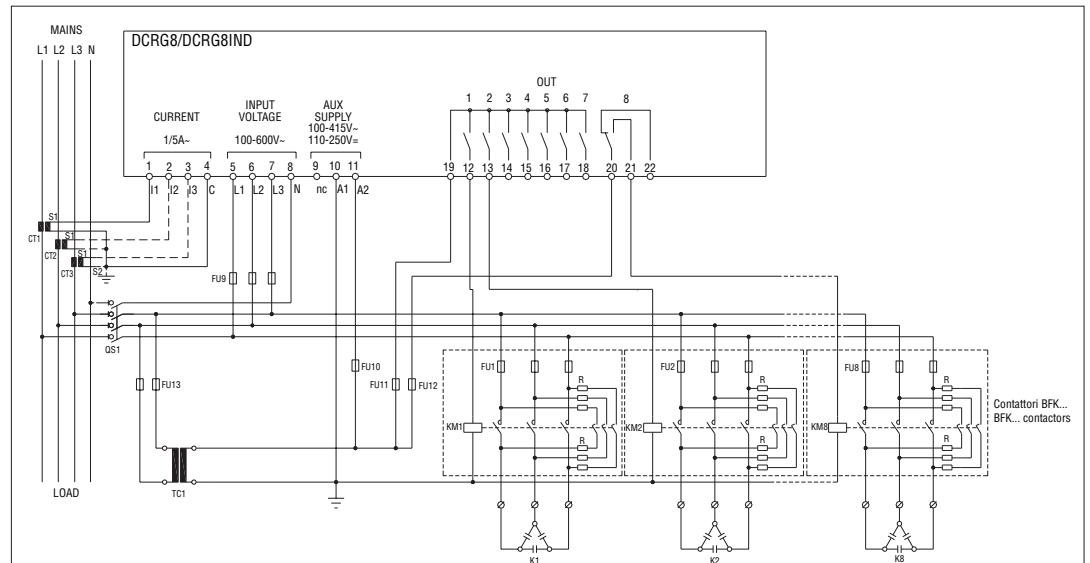 MAINS
L1 L2 L3 N
DCRG8/DCRG8IND
OUT
1 2 3 4 5 6 7 8
CURRENT
1/5A~
INPUT
VOLTAGE
100-600V~
AUX
SUPPLY
100-415V~
110-250V=
1 2 3 4 5 6 7 8 9 10 11 19 12 13 14 15 16 17 18 20 21 22
I1 I2 I3 C L1 L2 L3 N nc A1 A2
S1
CT1
S1
CT2
S1
CT3
S2
FU9
QS1
FU13
FU10
FU11
FU12
FU1
FU2
FU8
R
R
R
KM1
KM2
KM8
R
R
R
Contattori BFK...
BFK... contactors
LOAD
TC1
K1
K2
K8